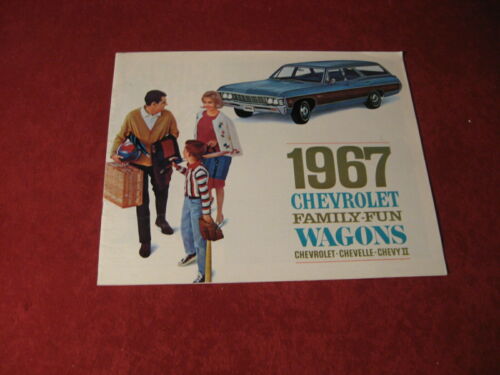 1967
CHEVROLET
FAMILY-FUN
WAGONS
CHEVROLET · CHEVELLE · CHEVY II